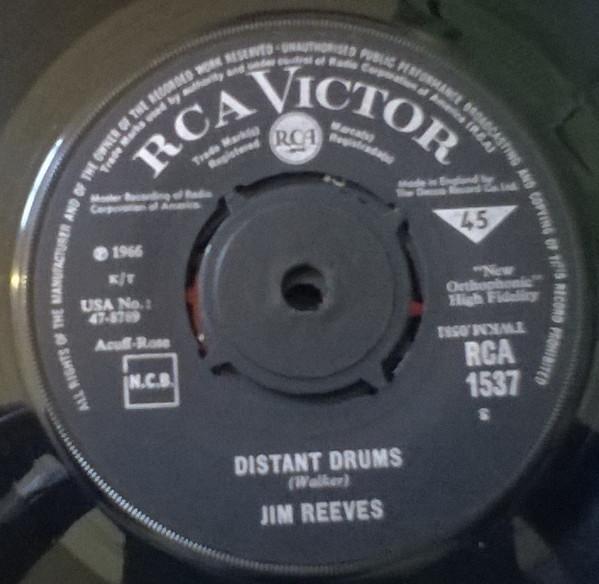 ALL RIGHTS OF THE MANUFACTURER AND OF THE OWNER OF THE RECORDED WORK RESERVED · UNAUTHORISED PUBLIC PERFORMANCE BROADCASTING AND COPYING OF THIS RECORD PROHIBITED
Trade Marks used by authority and under control of Radio Corporation of America (RCA)
RCA VICTOR
Trade Mark(s)
Registered
RCA
Marca(s)
Registrada(s)
Master Recording of Radio
Corporation of America.
Made in England by
The Decca Record Co. Ltd.
45
℗ 1966
K/T
USA No.:
47-8789
Acuff-Rose
N.C.B.
"New
Orthophonic"
High Fidelity
RCA
1537
S
DISTANT DRUMS
(Walker)
JIM REEVES